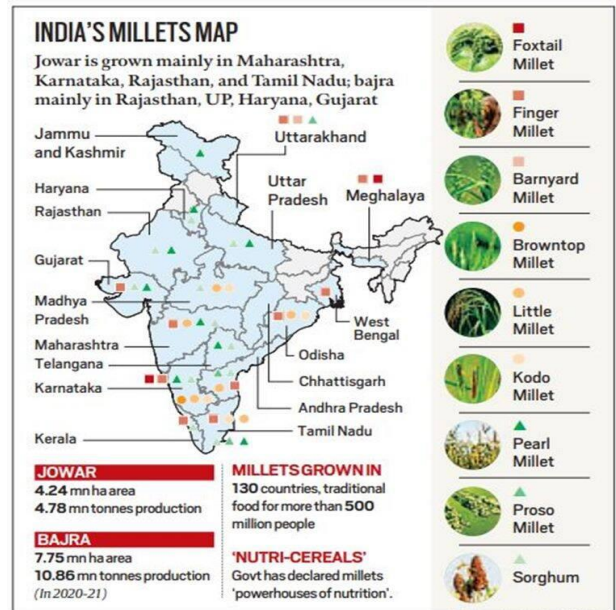 INDIA'S MILLETS MAP
Jowar is grown mainly in Maharashtra,
Karnataka, Rajasthan, and Tamil Nadu; bajra
mainly in Rajasthan, UP, Haryana, Gujarat
Jammu
and Kashmir
Uttarakhand
Haryana
Uttar
Pradesh
Meghalaya
Rajasthan
Gujarat
Madhya
Pradesh
West
Bengal
Maharashtra
Odisha
Telangana
Chhattisgarh
Karnataka
Andhra Pradesh
Kerala
Tamil Nadu
JOWAR
4.24 mn ha area
4.78 mn tonnes production
BAJRA
7.75 mn ha area
10.86 mn tonnes production
(In 2020-21)
MILLETS GROWN IN
130 countries, traditional
food for more than 500
million people
'NUTRI-CEREALS'
Govt has declared millets
'powerhouses of nutrition'.
Foxtail
Millet
Finger
Millet
Barnyard
Millet
Browntop
Millet
Little
Millet
Kodo
Millet
Pearl
Millet
Proso
Millet
Sorghum